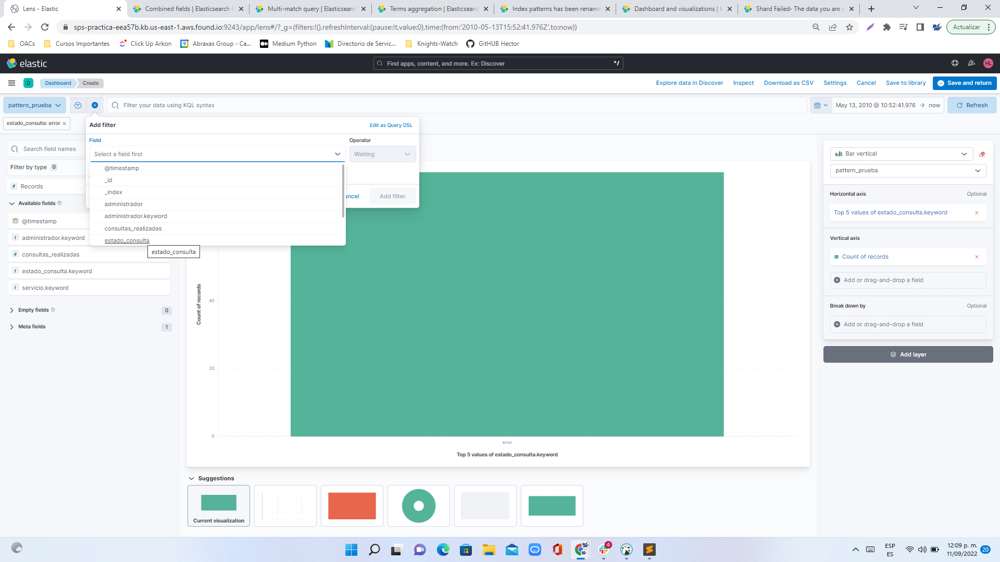 Lens - Elastic
Combined fields | Elasticsearch G
Multi-match query | Elasticsearch
Terms aggregation | Elasticsearch
Index patterns has been rename
Dashboard and visualizations | K
Shard Failed- The data you are s
sps-practica-eea57b.kb.us-east-1.aws.found.io:9243/app/lens#/?_g=(filters:!(),refreshInterval:(pause:!t,value:0),time:(from:'2010-05-13T15:52:41.976Z',to:now))
Actualizar
OACs
Cursos Importantes
Click Up Arkon
Abraxas Group - Ca...
Medium Python
Directorio de Servic...
Knights-Watch
GitHUB Hector
elastic
Find apps, content, and more. Ex: Discover
^/
HL
D
Dashboard
Create
Explore data in Discover
Inspect
Download as CSV
Settings
Cancel
Save to library
Save and return
pattern_prueba
Filter your data using KQL syntax
May 13, 2010 @ 10:52:41.976 → now
Refresh
estado_consulta: error ×
Add filter
Edit as Query DSL
Field
Operator
Select a field first
Waiting
@timestamp
_id
_index
administrador
administrador.keyword
consultas_realizadas
estado_consulta
estado_consulta
ancel
Add filter
Search field names
Filter by type 0
# Records
Available fields
@timestamp
t administrador.keyword
# consultas_realizadas
t estado_consulta.keyword
t servicio.keyword
Empty fields
0
Meta fields
1
Count of records
40
20
0
error
Top 5 values of estado_consulta.keyword
Bar vertical
pattern_prueba
Horizontal axis
Optional
Top 5 values of estado_consulta.keyword
Vertical axis
Count of records
Add or drag-and-drop a field
Break down by
Optional
Add or drag-and-drop a field
Add layer
Suggestions
Current visualization
4
ESP
ES
12:09 p. m.
11/09/2022
20